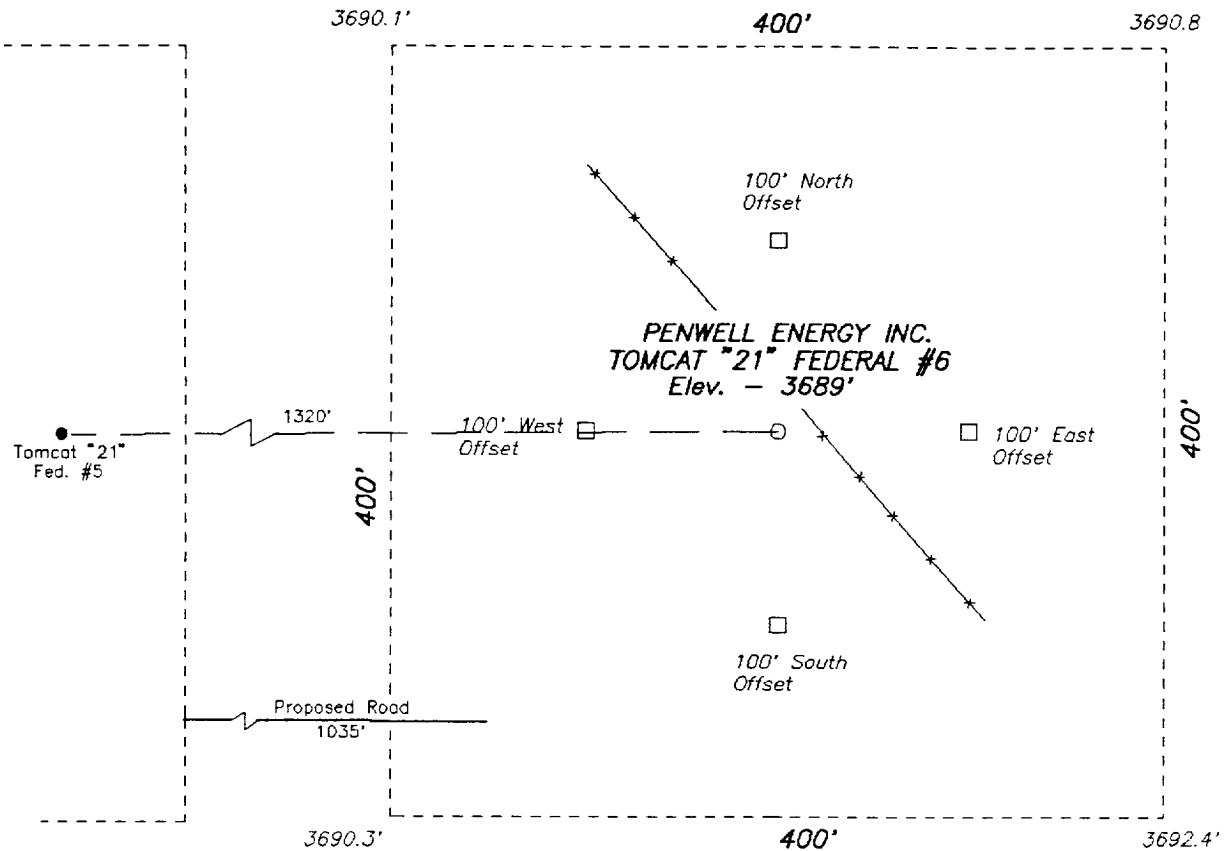 3690.1'
400'
3690.8
100' North
Offset
PENWELL ENERGY INC.
TOMCAT "21" FEDERAL #6
Elev. - 3689'
1320'
100' West
Offset
Tomcat "21"
Fed. #5
100' East
Offset
400'
400'
100' South
Offset
Proposed Road
1035'
3690.3'
400'
3692.4'